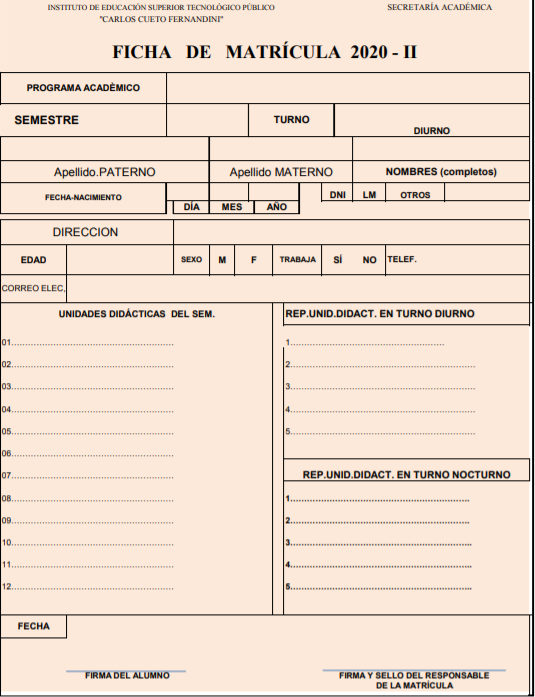 INSTITUTO DE EDUCACIÓN SUPERIOR TECNOLÓGICO PÚBLICO SECRETARÍA ACADÉMICA
"CARLOS CUETO FERNANDINI"
FICHA DE MATRÍCULA 2020 - II
PROGRAMA ACADÈMICO
SEMESTRE TURNO DIURNO
Apellido.PATERNO Apellido MATERNO NOMBRES (completos)
FECHA-NACIMIENTO DÍA MES AÑO DNI LM OTROS
DIRECCION
EDAD SEXO M F TRABAJA SÍ NO TELEF.
CORREO ELEC,
UNIDADES DIDÁCTICAS DEL SEM.
01.............................................................
02.............................................................
03.............................................................
04.............................................................
05.............................................................
06.............................................................
07.............................................................
08.............................................................
09.............................................................
10.............................................................
11.............................................................
12.............................................................
REP.UNID.DIDACT. EN TURNO DIURNO
1.............................................................
2.............................................................
3.............................................................
4.............................................................
5.............................................................
REP.UNID.DIDACT. EN TURNO NOCTURNO
1.............................................................
2.............................................................
3.............................................................
4.............................................................
5.............................................................
FECHA
FIRMA DEL ALUMNO
FIRMA Y SELLO DEL RESPONSABLE
DE LA MATRÍCULA